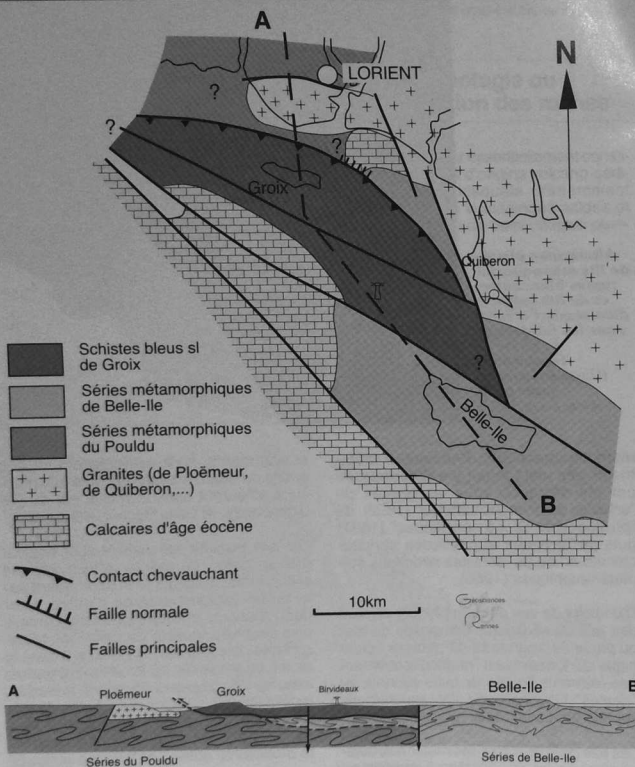 A
N
LORIENT
?
?
?
Groix
Quiberon
?
Belle-Ile
B
Schistes bleus sl
de Groix
Séries métamorphiques
de Belle-Ile
Séries métamorphiques
du Pouldu
Granites (de Ploëmeur,
de Quiberon,...)
Calcaires d'âge éocène
Contact chevauchant
Faille normale
Failles principales
10km
Géosciences
Rennes
A
Ploëmeur
Groix
Birvideaux
Belle-Ile
B
Séries du Pouldu
Séries de Belle-Ile